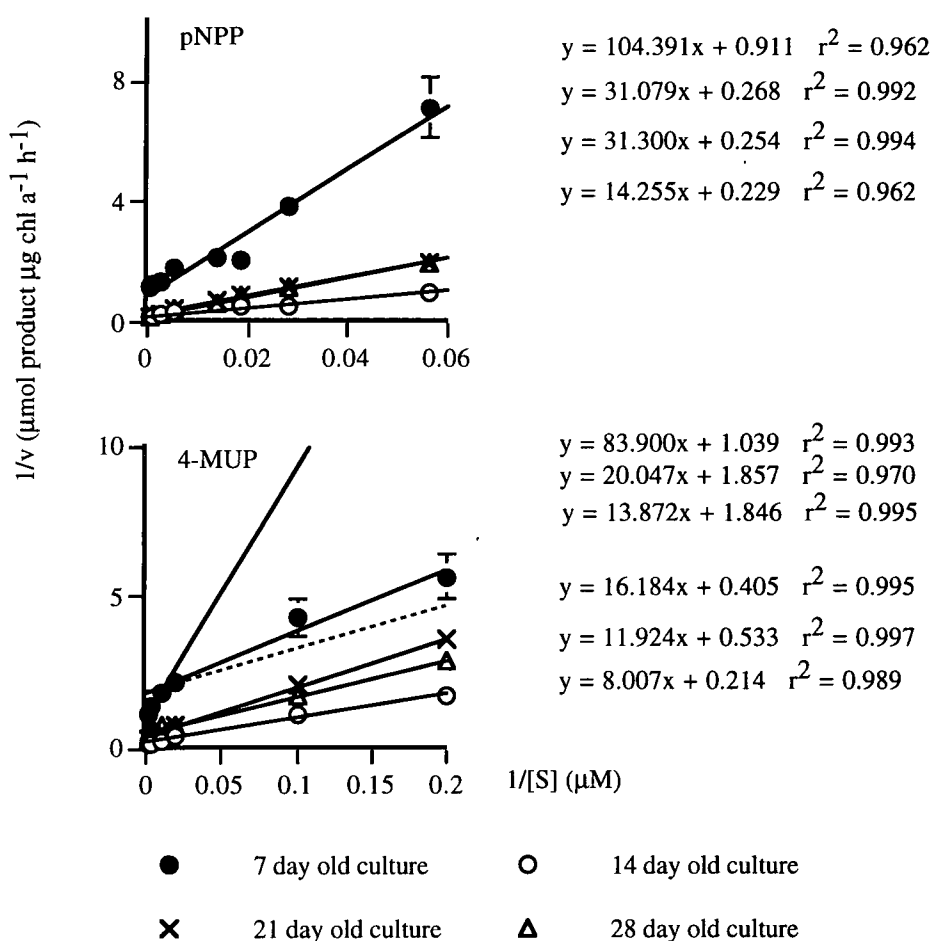 pNPP
y = 104.391x + 0.911 r² = 0.962
y = 31.079x + 0.268 r² = 0.992
y = 31.300x + 0.254 r² = 0.994
y = 14.255x + 0.229 r² = 0.962
8
4
0
0 0.02 0.04 0.06
1/v (µmol product µg chl a⁻¹ h⁻¹)
4-MUP
y = 83.900x + 1.039 r² = 0.993
y = 20.047x + 1.857 r² = 0.970
y = 13.872x + 1.846 r² = 0.995
y = 16.184x + 0.405 r² = 0.995
y = 11.924x + 0.533 r² = 0.997
y = 8.007x + 0.214 r² = 0.989
10
5
0
0 0.05 0.1 0.15 0.2
1/[S] (µM)
7 day old culture 14 day old culture
21 day old culture 28 day old culture